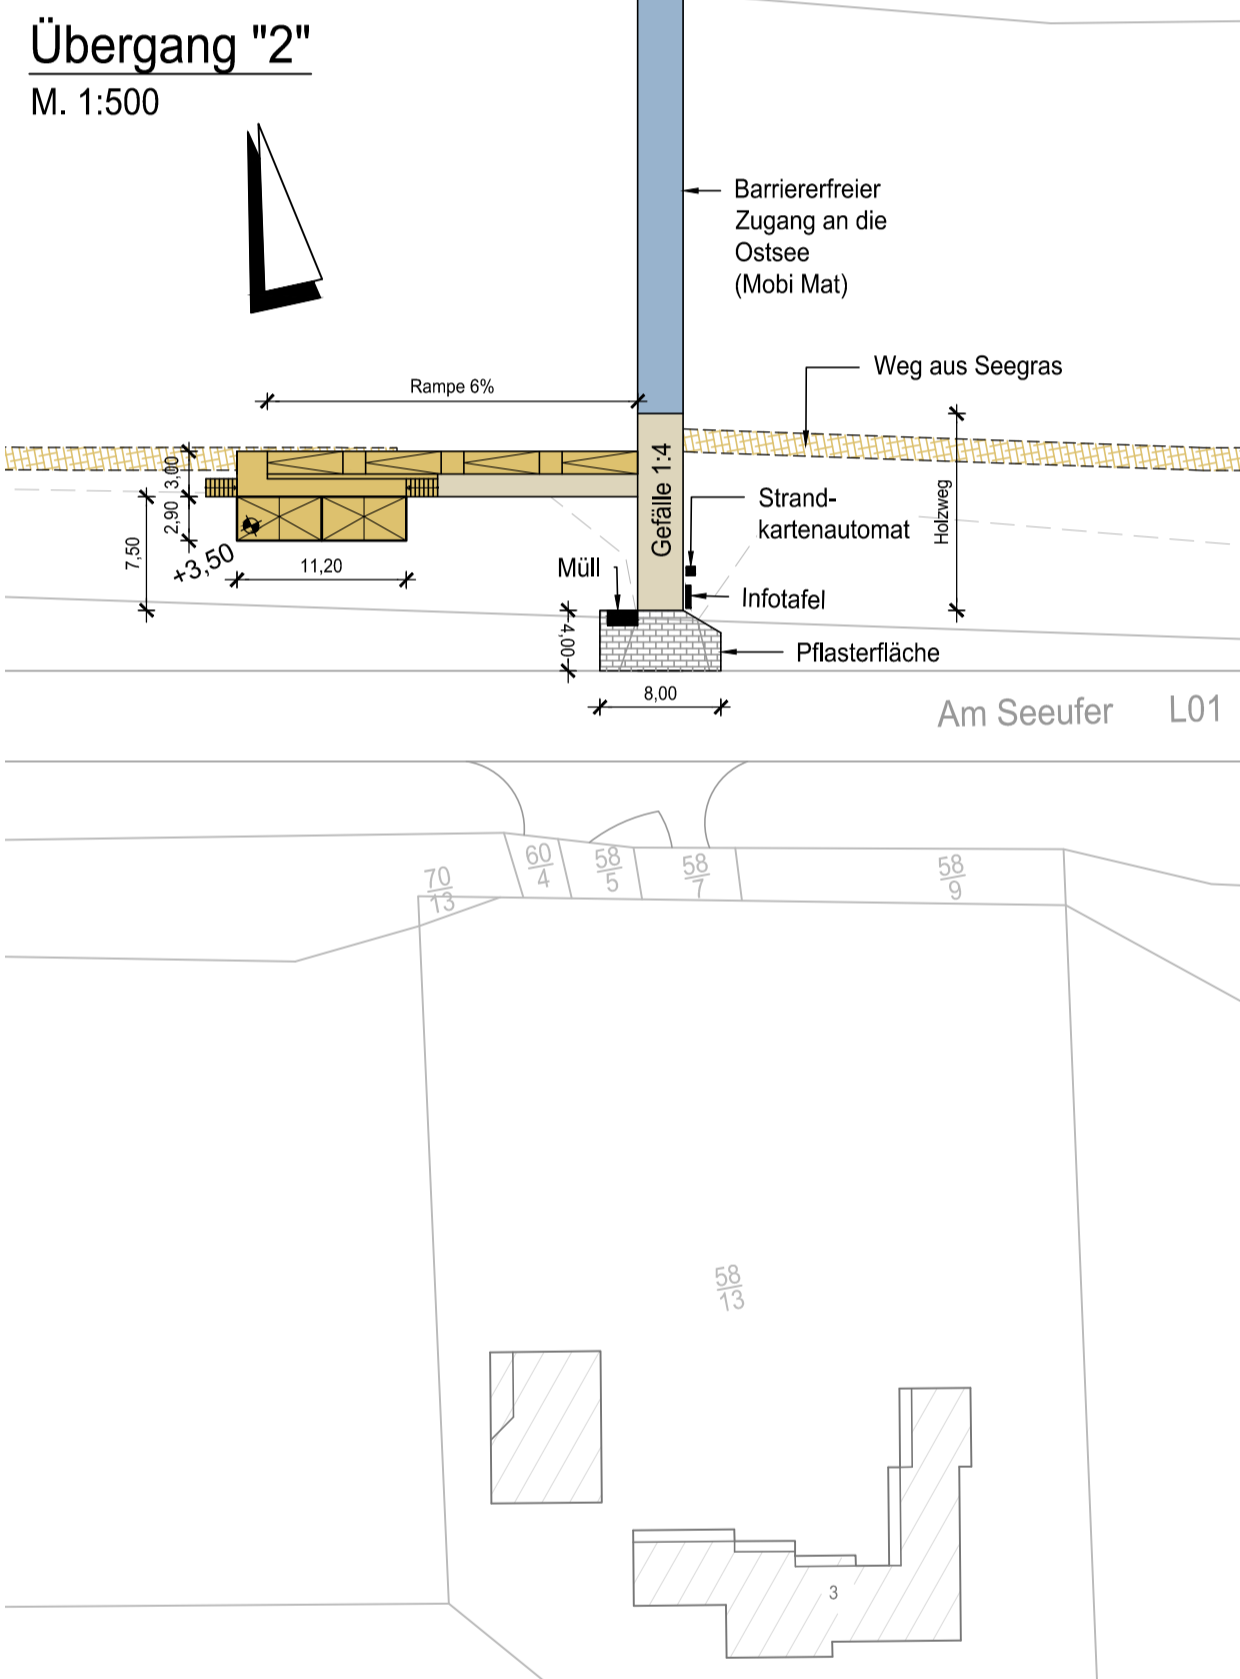 Übergang "2"
M. 1:500
Barriererfreier
Zugang an die
Ostsee
(Mobi Mat)
Weg aus Seegras
Rampe 6%
3,00
2,90
7,50
+3,50
11,20
Gefälle 1:4
Holzweg
Strand-
kartenautomat
Müll
Infotafel
4,00
Pflasterfläche
8,00
Am Seeufer L01
70
13
60
4
58
5
58
7
58
9
58
13
3